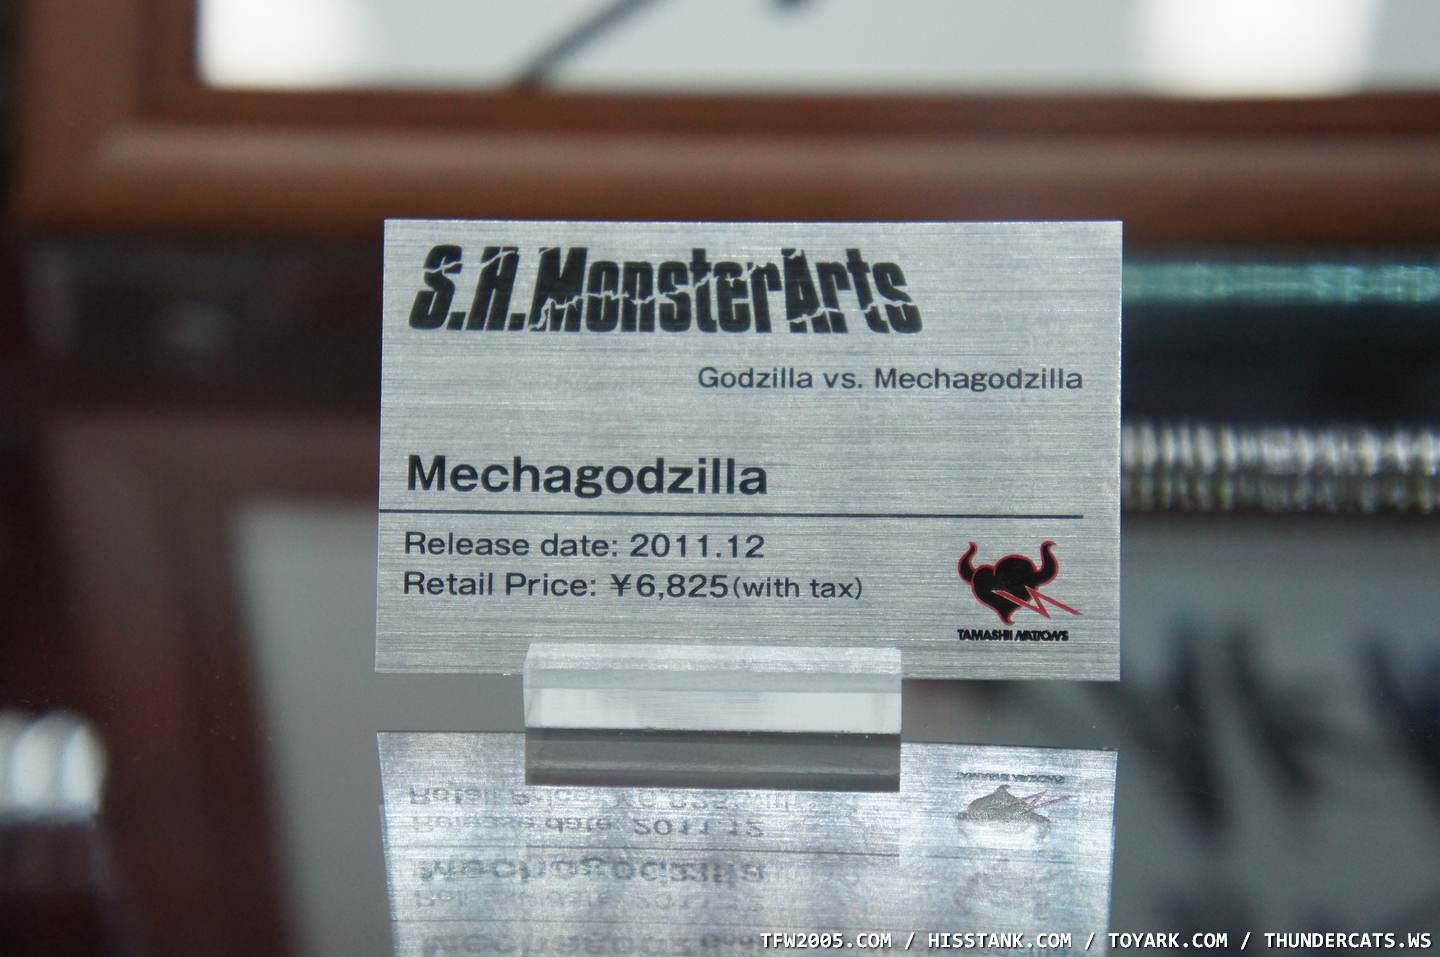 S.H.MonsterArts
Godzilla vs. Mechagodzilla
Mechagodzilla
Release date: 2011.12
Retail Price: ¥6,825(with tax)
TAMASHII NATIONS
TFW2005.COM / HISSTANK.COM / TOYARK.COM / THUNDERCATS.WS